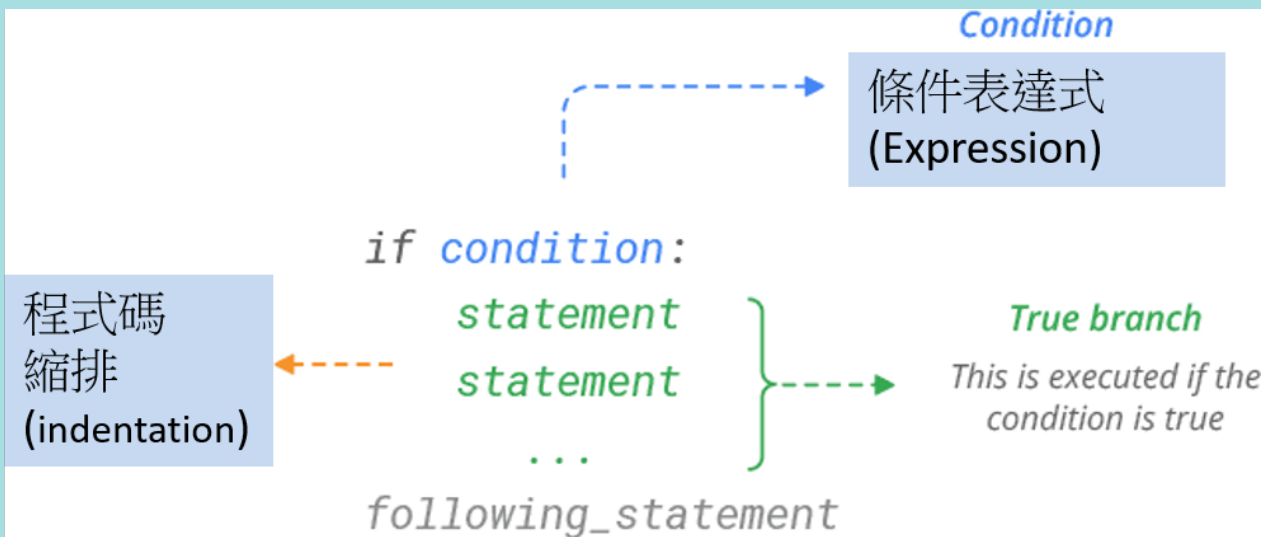 Condition
條件表達式
(Expression)
if condition:
程式碼
縮排
(indentation)
statement
statement
...
True branch
This is executed if the
condition is true
following_statement